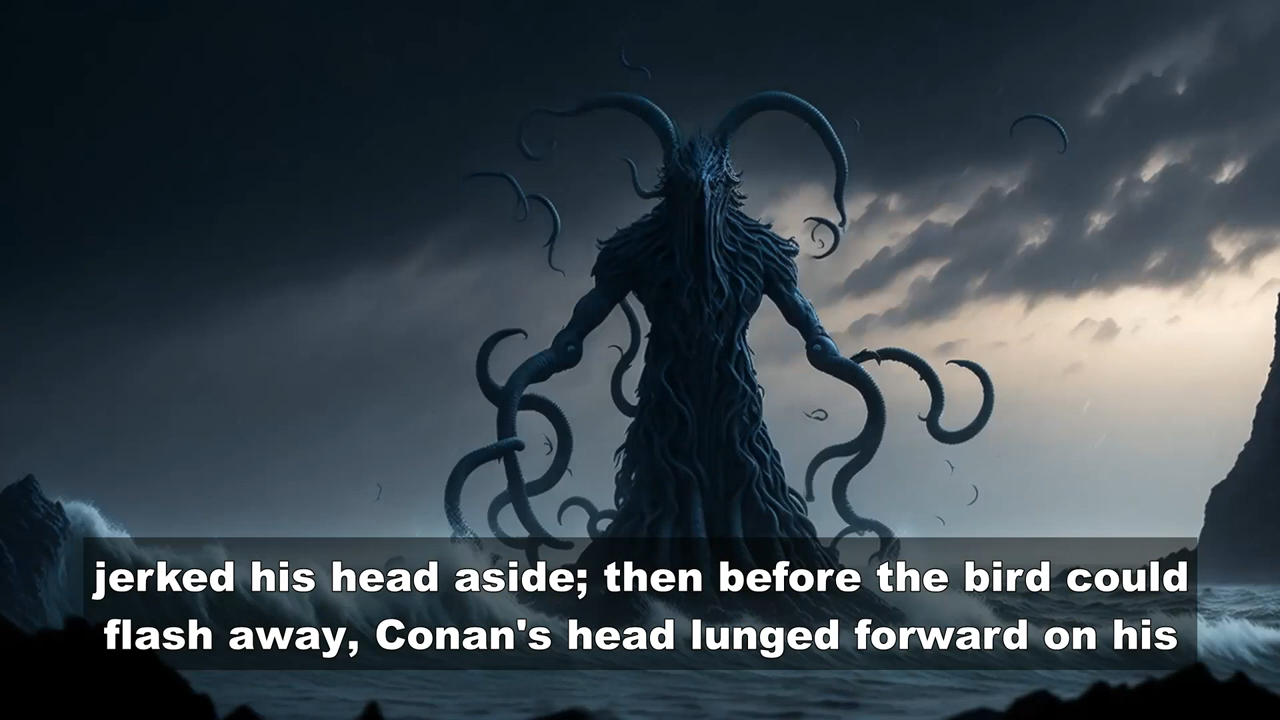 jerked his head aside; then before the bird could
flash away, Conan's head lunged forward on his